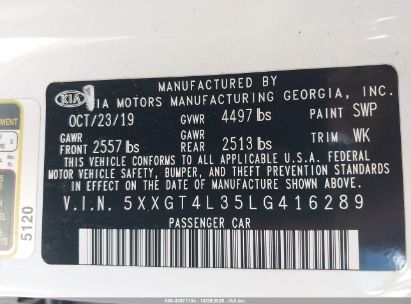 MANUFACTURED BY
KIA
KIA MOTORS MANUFACTURING GEORGIA, INC.
OCT/23/19 GVWR 4497 lbs PAINT SWP
GAWR FRONT 2557 lbs GAWR REAR 2513 lbs TRIM WK
THIS VEHICLE CONFORMS TO ALL APPLICABLE U.S.A. FEDERAL
MOTOR VEHICLE SAFETY, BUMPER, AND THEFT PREVENTION STANDARDS
IN EFFECT ON THE DATE OF MANUFACTURE SHOWN ABOVE.
V.I.N. 5XXGT4L35LG416289
PASSENGER CAR
5120